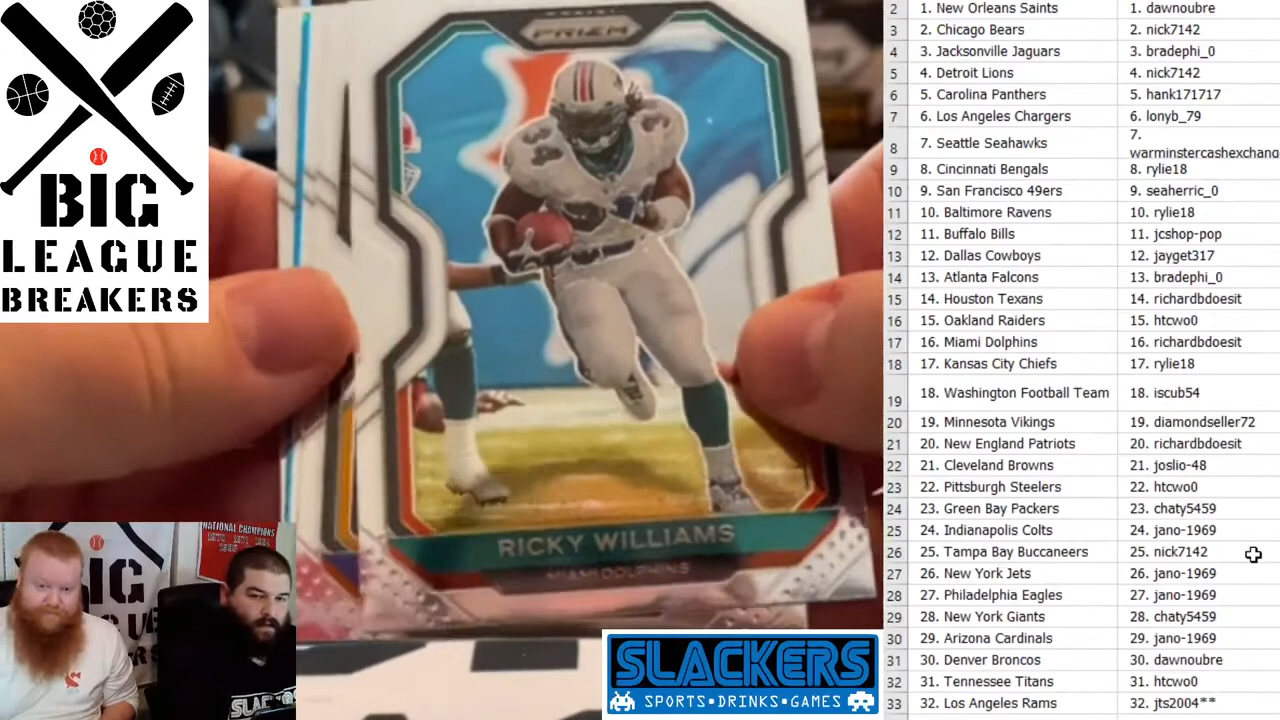 BIG
LEAGUE
BREAKERS
PRIZM
RICKY WILLIAMS
MIAMI DOLPHINS
NATIONAL CHAMPIONS
IG
SLACKERS
SLACKERS
SPORTS•DRINKS•GAMES
2 1. New Orleans Saints 1. dawnoubre
3 2. Chicago Bears 2. nick7142
4 3. Jacksonville Jaguars 3. bradephi_0
5 4. Detroit Lions 4. nick7142
6 5. Carolina Panthers 5. hank171717
7 6. Los Angeles Chargers 6. lonyb_79
8 7. Seattle Seahawks 7.
warminstercashexchang
9 8. Cincinnati Bengals 8. rylie18
10 9. San Francisco 49ers 9. seaherric_0
11 10. Baltimore Ravens 10. rylie18
12 11. Buffalo Bills 11. jcshop-pop
13 12. Dallas Cowboys 12. jayget317
14 13. Atlanta Falcons 13. bradephi_0
15 14. Houston Texans 14. richardbdoesit
16 15. Oakland Raiders 15. htcwo0
17 16. Miami Dolphins 16. richardbdoesit
18 17. Kansas City Chiefs 17. rylie18
19 18. Washington Football Team 18. iscub54
20 19. Minnesota Vikings 19. diamondseller72
21 20. New England Patriots 20. richardbdoesit
22 21. Cleveland Browns 21. joslio-48
23 22. Pittsburgh Steelers 22. htcwo0
24 23. Green Bay Packers 23. chaty5459
25 24. Indianapolis Colts 24. jano-1969
26 25. Tampa Bay Buccaneers 25. nick7142
27 26. New York Jets 26. jano-1969
28 27. Philadelphia Eagles 27. jano-1969
29 28. New York Giants 28. chaty5459
30 29. Arizona Cardinals 29. jano-1969
31 30. Denver Broncos 30. dawnoubre
32 31. Tennessee Titans 31. htcwo0
33 32. Los Angeles Rams 32. jts2004**